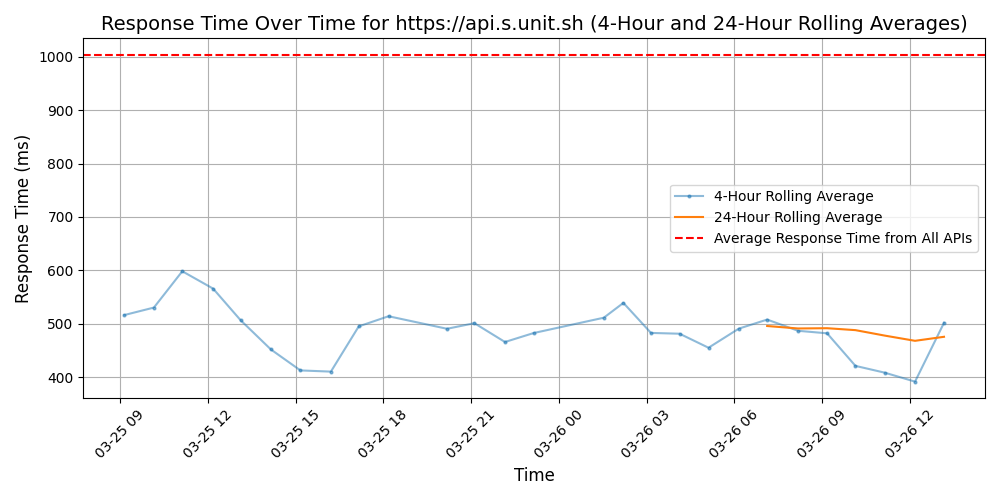 Response Time Over Time for https://api.s.unit.sh (4-Hour and 24-Hour Rolling Averages)
Response Time (ms)
1000
900
800
700
600
500
400
4-Hour Rolling Average
24-Hour Rolling Average
Average Response Time from All APIs
03-25 09
03-25 12
03-25 15
03-25 18
03-25 21
03-26 00
03-26 03
03-26 06
03-26 09
03-26 12
Time